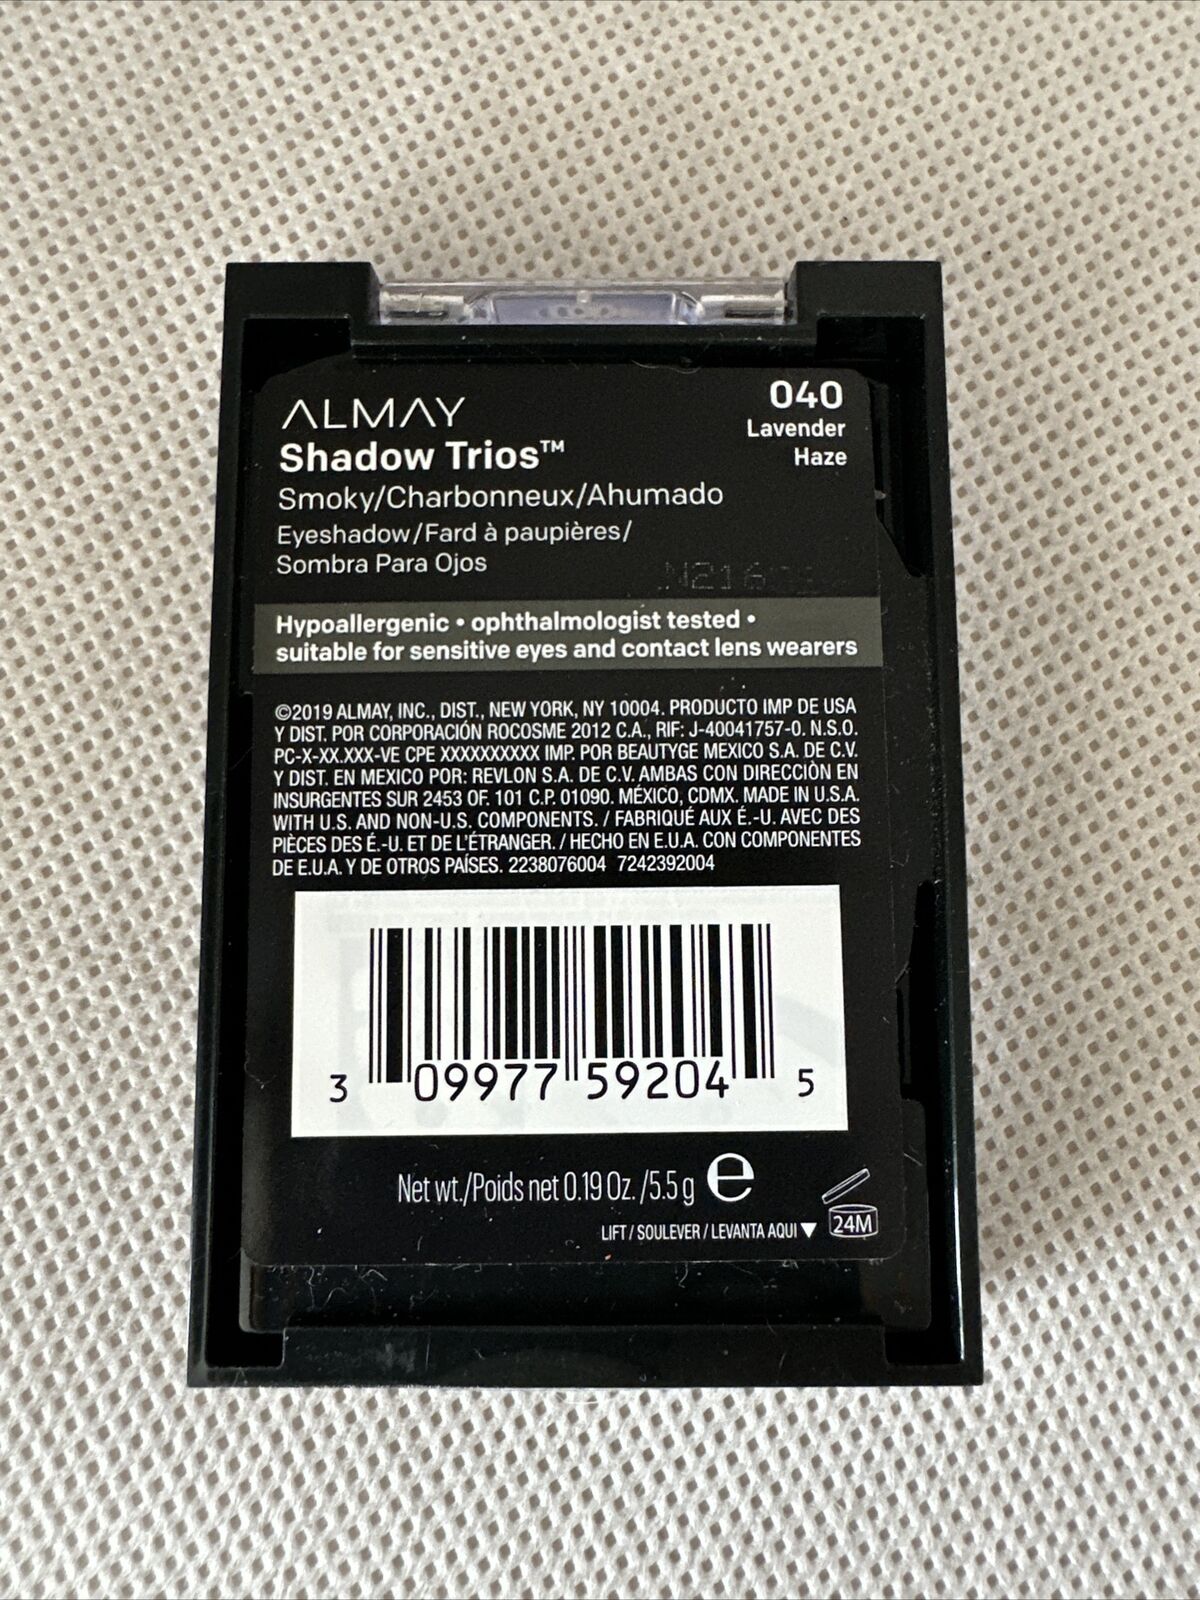 ALMAY
Shadow Trios™
040
Lavender
Haze
Smoky/Charbonneux/Ahumado
Eyeshadow/Fard à paupières/
Sombra Para Ojos
Hypoallergenic • ophthalmologist tested •
suitable for sensitive eyes and contact lens wearers
©2019 ALMAY, INC., DIST., NEW YORK, NY 10004. PRODUCTO IMP DE USA
Y DIST. POR CORPORACIÓN ROCOSME 2012 C.A., RIF: J-40041757-0. N.S.O.
PC-X-XX.XXX-VE CPE XXXXXXXXXX IMP. POR BEAUTYGE MEXICO S.A. DE C.V.
Y DIST. EN MEXICO POR: REVLON S.A. DE C.V. AMBAS CON DIRECCIÒN EN
INSURGENTES SUR 2453 OF. 101 C.P. 01090. MÉXICO, CDMX. MADE IN U.S.A.
WITH U.S. AND NON-U.S. COMPONENTS. / FABRIQUÉ AUX É.-U. AVEC DES
PIÈCES DES É.-U. ET DE L'ÉTRANGER. / HECHO EN E.U.A. CON COMPONENTES
DE E.U.A. Y DE OTROS PAÍSES. 2238076004 7242392004
3 09977 59204 5
Net wt./Poids net 0.19 Oz. /5.5 g e
LIFT / SOULEVER / LEVANTA AQUI ▼
24M